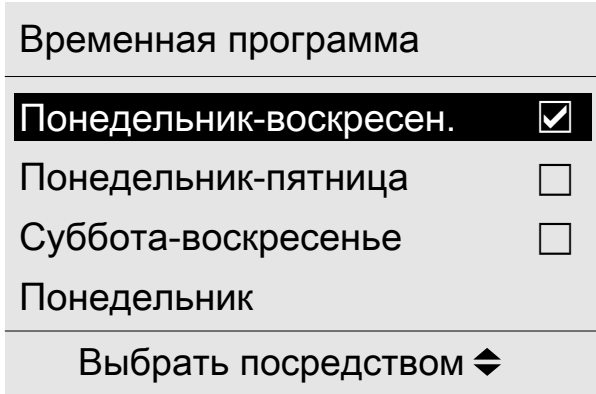 Временная программа
Понедельник-воскресен.
Понедельник-пятница
Суббота-воскресенье
Понедельник
Выбрать посредством